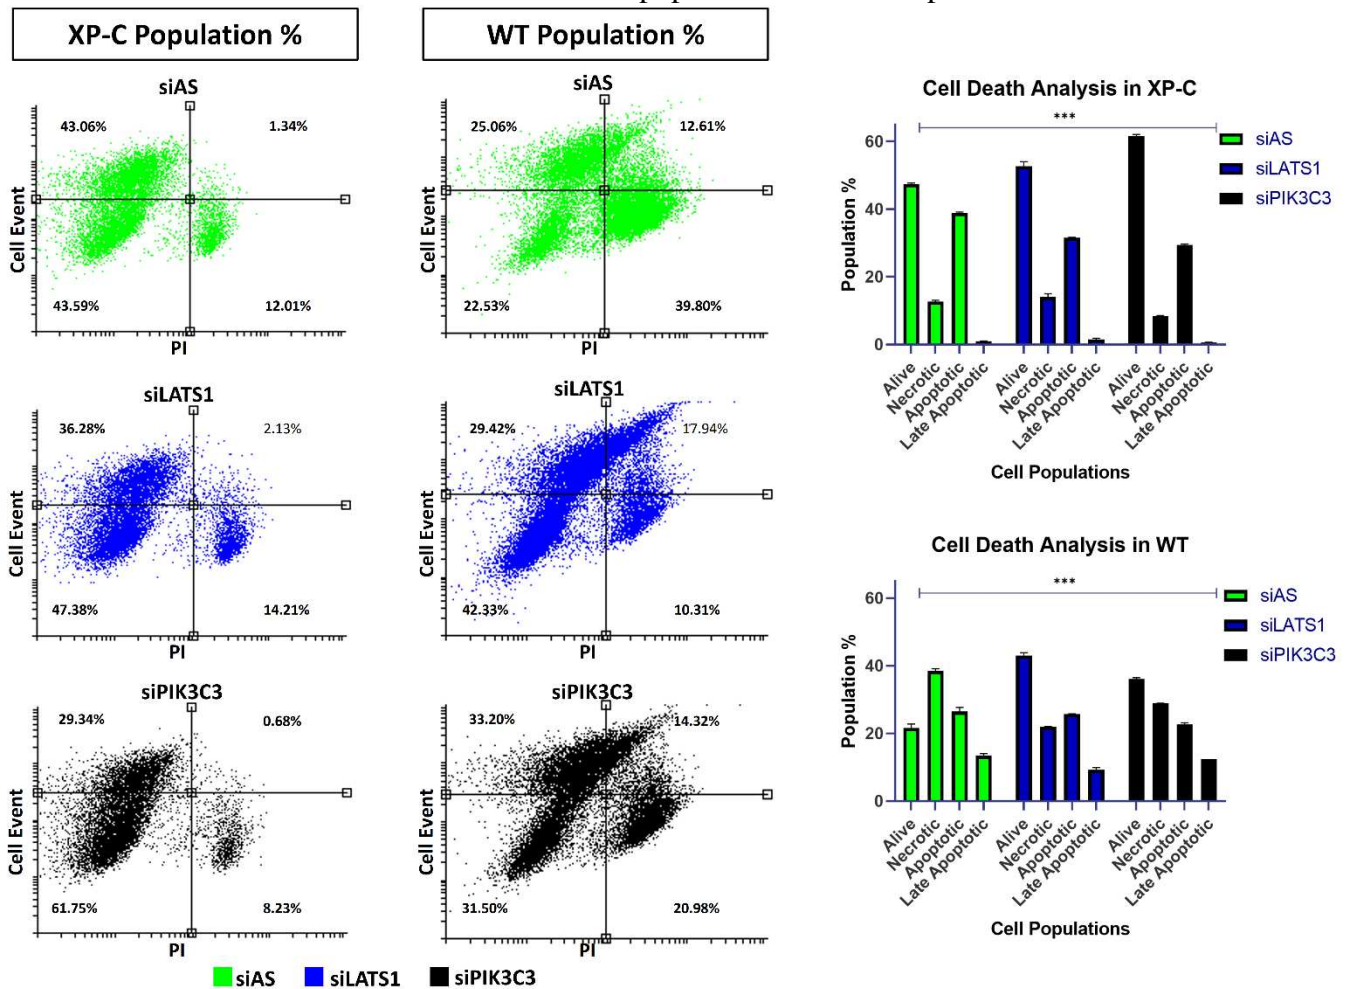 XP-C Population %
WT Population %
siAS
43.06%
1.34%
Cell Event
43.59%
12.01%
PI
siAS
25.06%
12.61%
Cell Event
22.53%
39.80%
PI
siLATS1
36.28%
2.13%
Cell Event
47.38%
14.21%
PI
siLATS1
29.42%
17.94%
Cell Event
42.33%
10.31%
PI
siPIK3C3
29.34%
0.68%
Cell Event
61.75%
8.23%
PI
siPIK3C3
33.20%
14.32%
Cell Event
31.50%
20.98%
PI
siAS siLATS1 siPIK3C3
Cell Death Analysis in XP-C
***
siAS
siLATS1
siPIK3C3
Population %
60
40
20
0
Alive Necrotic Apoptotic Late Apoptotic Alive Necrotic Apoptotic Late Apoptotic Alive Necrotic Apoptotic Late Apoptotic
Cell Populations
Cell Death Analysis in WT
***
siAS
siLATS1
siPIK3C3
Population %
60
40
20
0
Alive Necrotic Apoptotic Late Apoptotic Alive Necrotic Apoptotic Late Apoptotic Alive Necrotic Apoptotic Late Apoptotic
Cell Populations